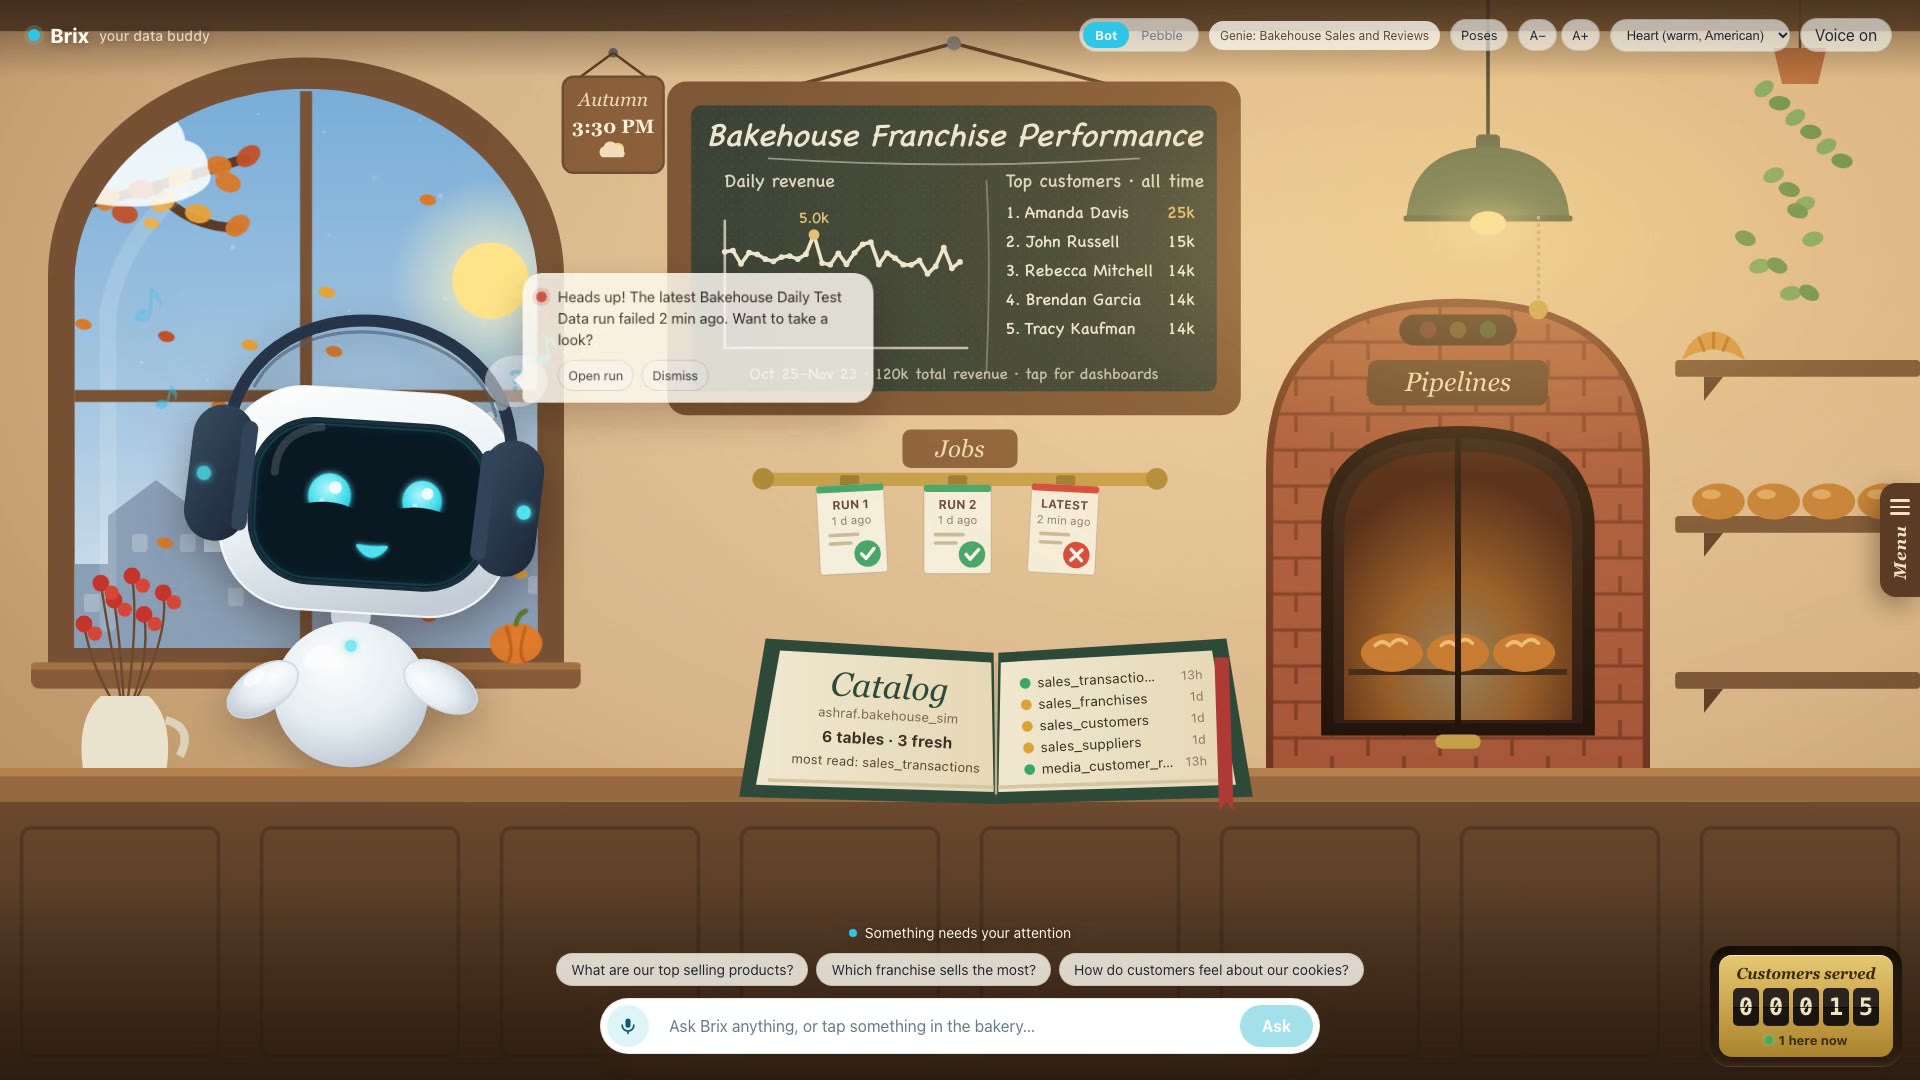 Brix your data buddy
Bot Pebble
Genie: Bakehouse Sales and Reviews
Poses
A− A+
Heart (warm, American)
Voice on
Autumn
3:30 PM
Bakehouse Franchise Performance
Daily revenue
5.0k
Top customers · all time
1. Amanda Davis 25k
2. John Russell 15k
3. Rebecca Mitchell 14k
4. Brendan Garcia 14k
5. Tracy Kaufman 14k
Oct 25–Nov 23 · 120k total revenue · tap for dashboards
Heads up! The latest Bakehouse Daily Test
Data run failed 2 min ago. Want to take a
look?
Open run Dismiss
Pipelines
Jobs
RUN 1
1 d ago
RUN 2
1 d ago
LATEST
2 min ago
Menu
Catalog
ashraf.bakehouse_sim
6 tables · 3 fresh
most read: sales_transactions
sales_transactio... 13h
sales_franchises 1d
sales_customers 1d
sales_suppliers 1d
media_customer_r... 13h
Something needs your attention
What are our top selling products?
Which franchise sells the most?
How do customers feel about our cookies?
Ask Brix anything, or tap something in the bakery...
Ask
Customers served
0 0 0 1 5
1 here now